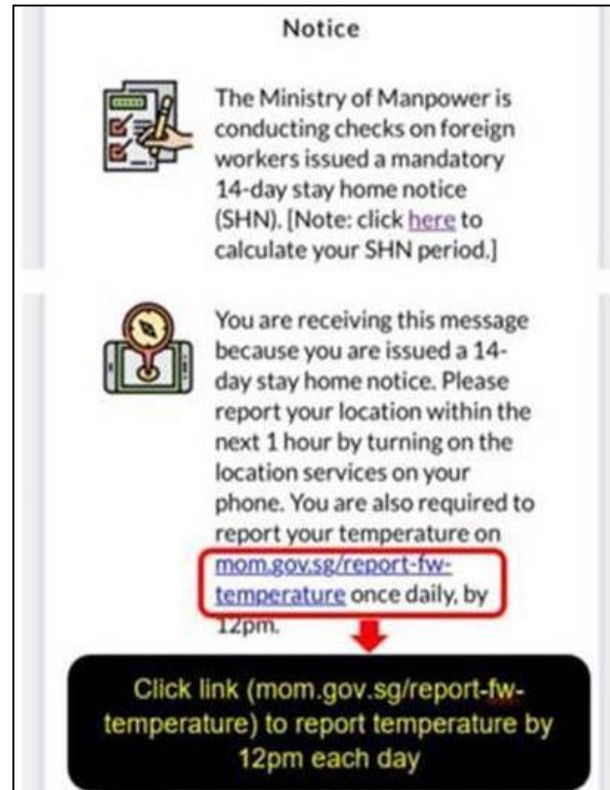 Notice
The Ministry of Manpower is
conducting checks on foreign
workers issued a mandatory
14-day stay home notice
(SHN). [Note: click here to
calculate your SHN period.]
You are receiving this message
because you are issued a 14-
day stay home notice. Please
report your location within the
next 1 hour by turning on the
location services on your
phone. You are also required to
report your temperature on
mom.gov.sg/report-fw-
temperature once daily, by
12pm.
Click link (mom.gov.sg/report-fw-
temperature) to report temperature by
12pm each day